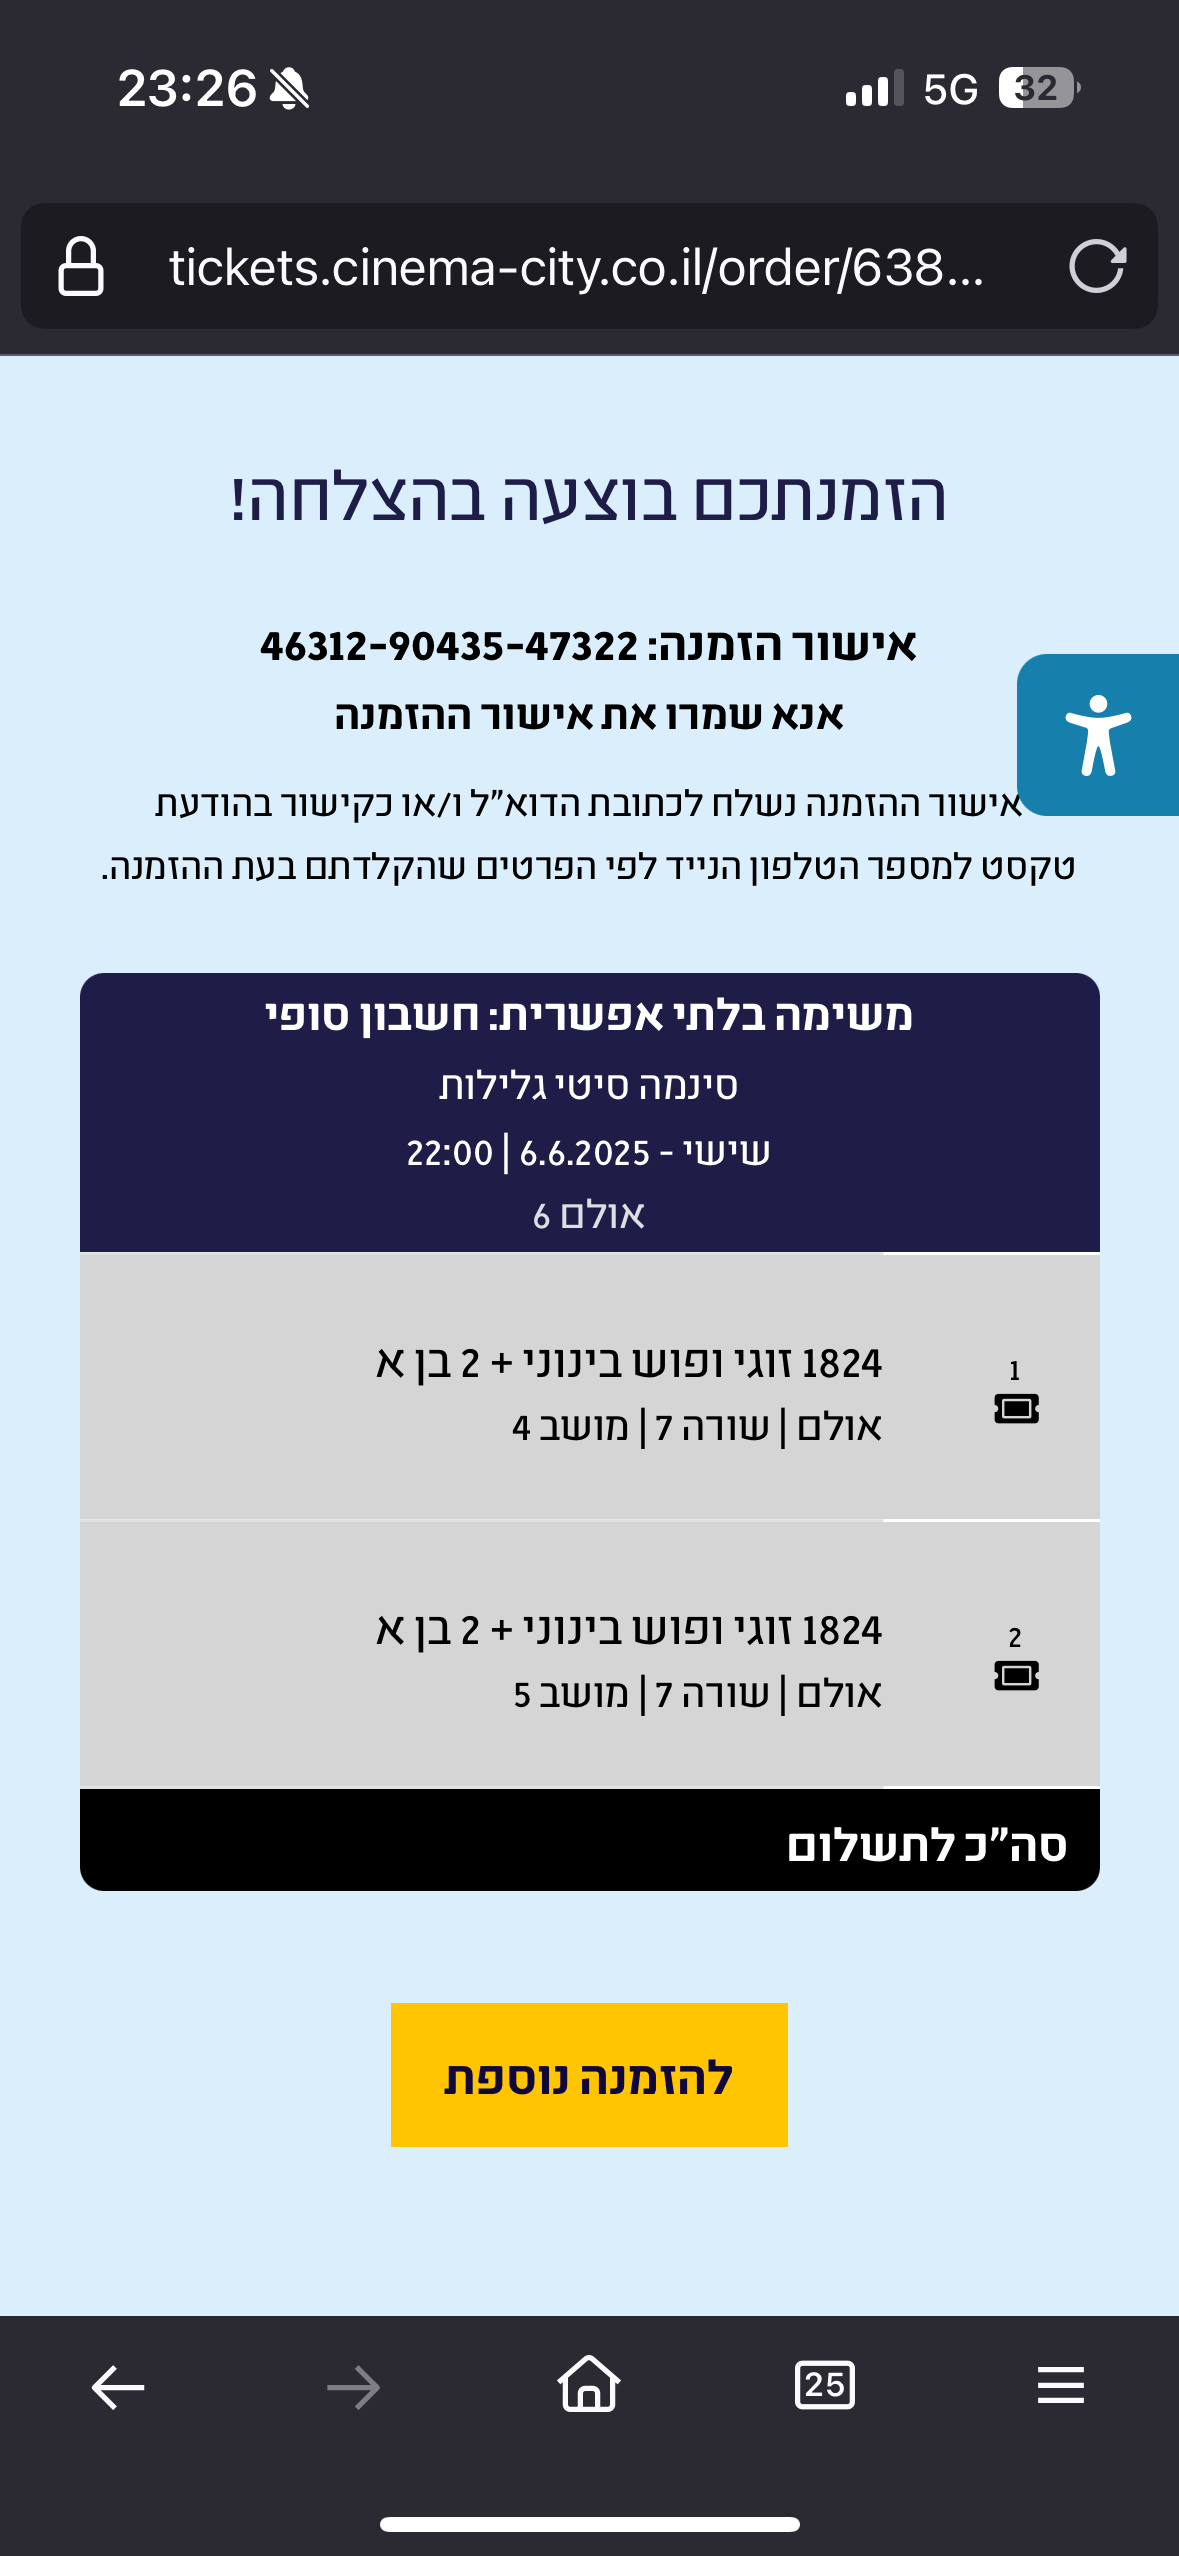 23:26
5G
32
tickets.cinema-city.co.il/order/638...
הזמנתכם בוצעה בהצלחה!
אישור הזמנה: 46312-90435-47322
אנא שמרו את אישור ההזמנה
אישור ההזמנה נשלח לכתובת הדוא"ל ו/או כקישור בהודעת
טקסט למספר הטלפון הנייד לפי הפרטים שהקלדתם בעת ההזמנה.
משימה בלתי אפשרית: חשבון סופי
סינמה סיטי גלילות
שישי - 6.6.2025 | 22:00
אולם 6
1
1824 זוגי ופוש בינוני + 2 בן א
אולם | שורה 7 | מושב 4
2
1824 זוגי ופוש בינוני + 2 בן א
אולם | שורה 7 | מושב 5
סה"כ לתשלום
להזמנה נוספת
25